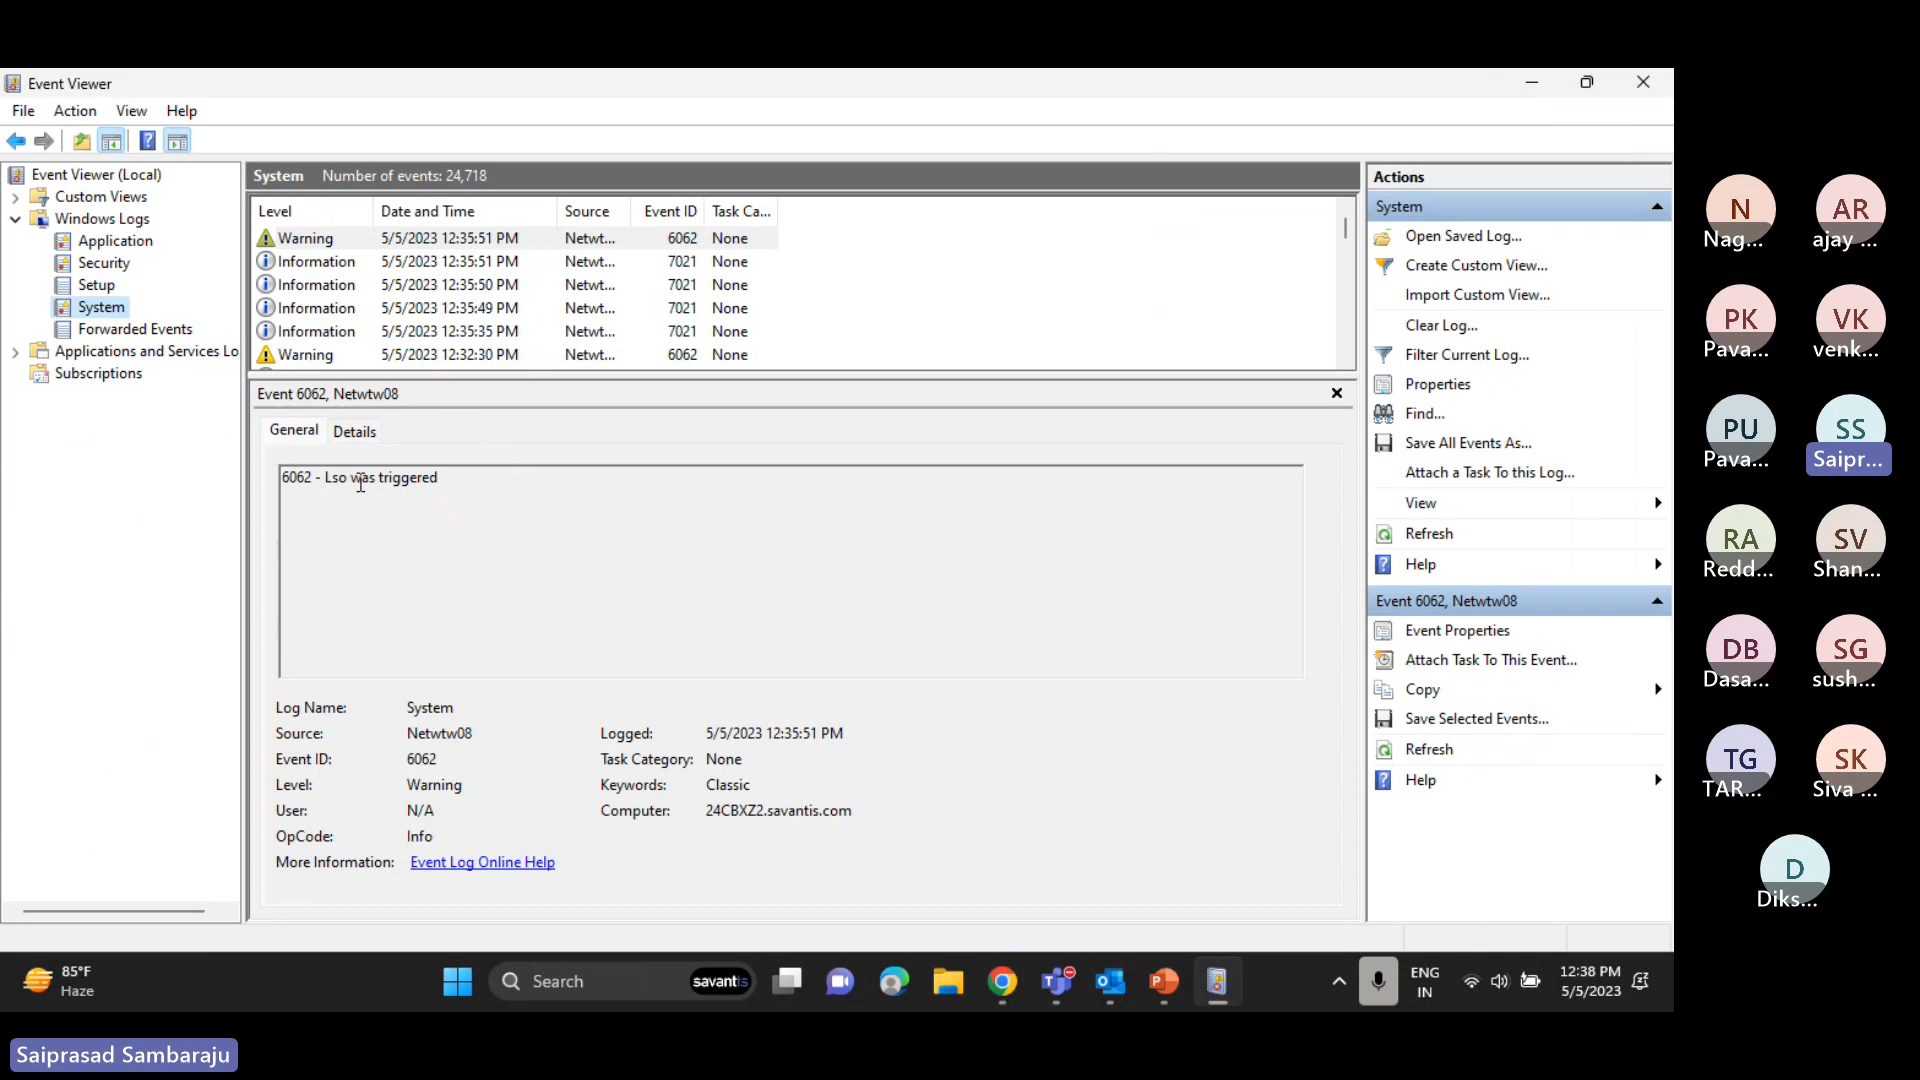 Event Viewer
File Action View Help
Event Viewer (Local)
Custom Views
Windows Logs
Application
Security
Setup
System
Forwarded Events
Applications and Services Lo
Subscriptions
System Number of events: 24,718
Level Date and Time Source Event ID Task Ca...
Warning 5/5/2023 12:35:51 PM Netwt... 6062 None
Information 5/5/2023 12:35:51 PM Netwt... 7021 None
Information 5/5/2023 12:35:50 PM Netwt... 7021 None
Information 5/5/2023 12:35:49 PM Netwt... 7021 None
Information 5/5/2023 12:35:35 PM Netwt... 7021 None
Warning 5/5/2023 12:32:30 PM Netwt... 6062 None
Event 6062, Netwtw08
General Details
6062 - Lso was triggered
Log Name: System
Source: Netwtw08 Logged: 5/5/2023 12:35:51 PM
Event ID: 6062 Task Category: None
Level: Warning Keywords: Classic
User: N/A Computer: 24CBXZ2.savantis.com
OpCode: Info
More Information: Event Log Online Help
Actions
System
Open Saved Log...
Create Custom View...
Import Custom View...
Clear Log...
Filter Current Log...
Properties
Find...
Save All Events As...
Attach a Task To this Log...
View
Refresh
Help
Event 6062, Netwtw08
Event Properties
Attach Task To This Event...
Copy
Save Selected Events...
Refresh
Help
N AR
Nag... ajay ...
PK VK
Pava... venk...
PU SS
Pava... Saipr...
RA SV
Redd... Shan...
DB SG
Dasa... sush...
TG SK
TAR... Siva ...
D
Diks...
85°F
Haze
Search savantis
ENG
IN
12:38 PM
5/5/2023
Saiprasad Sambaraju